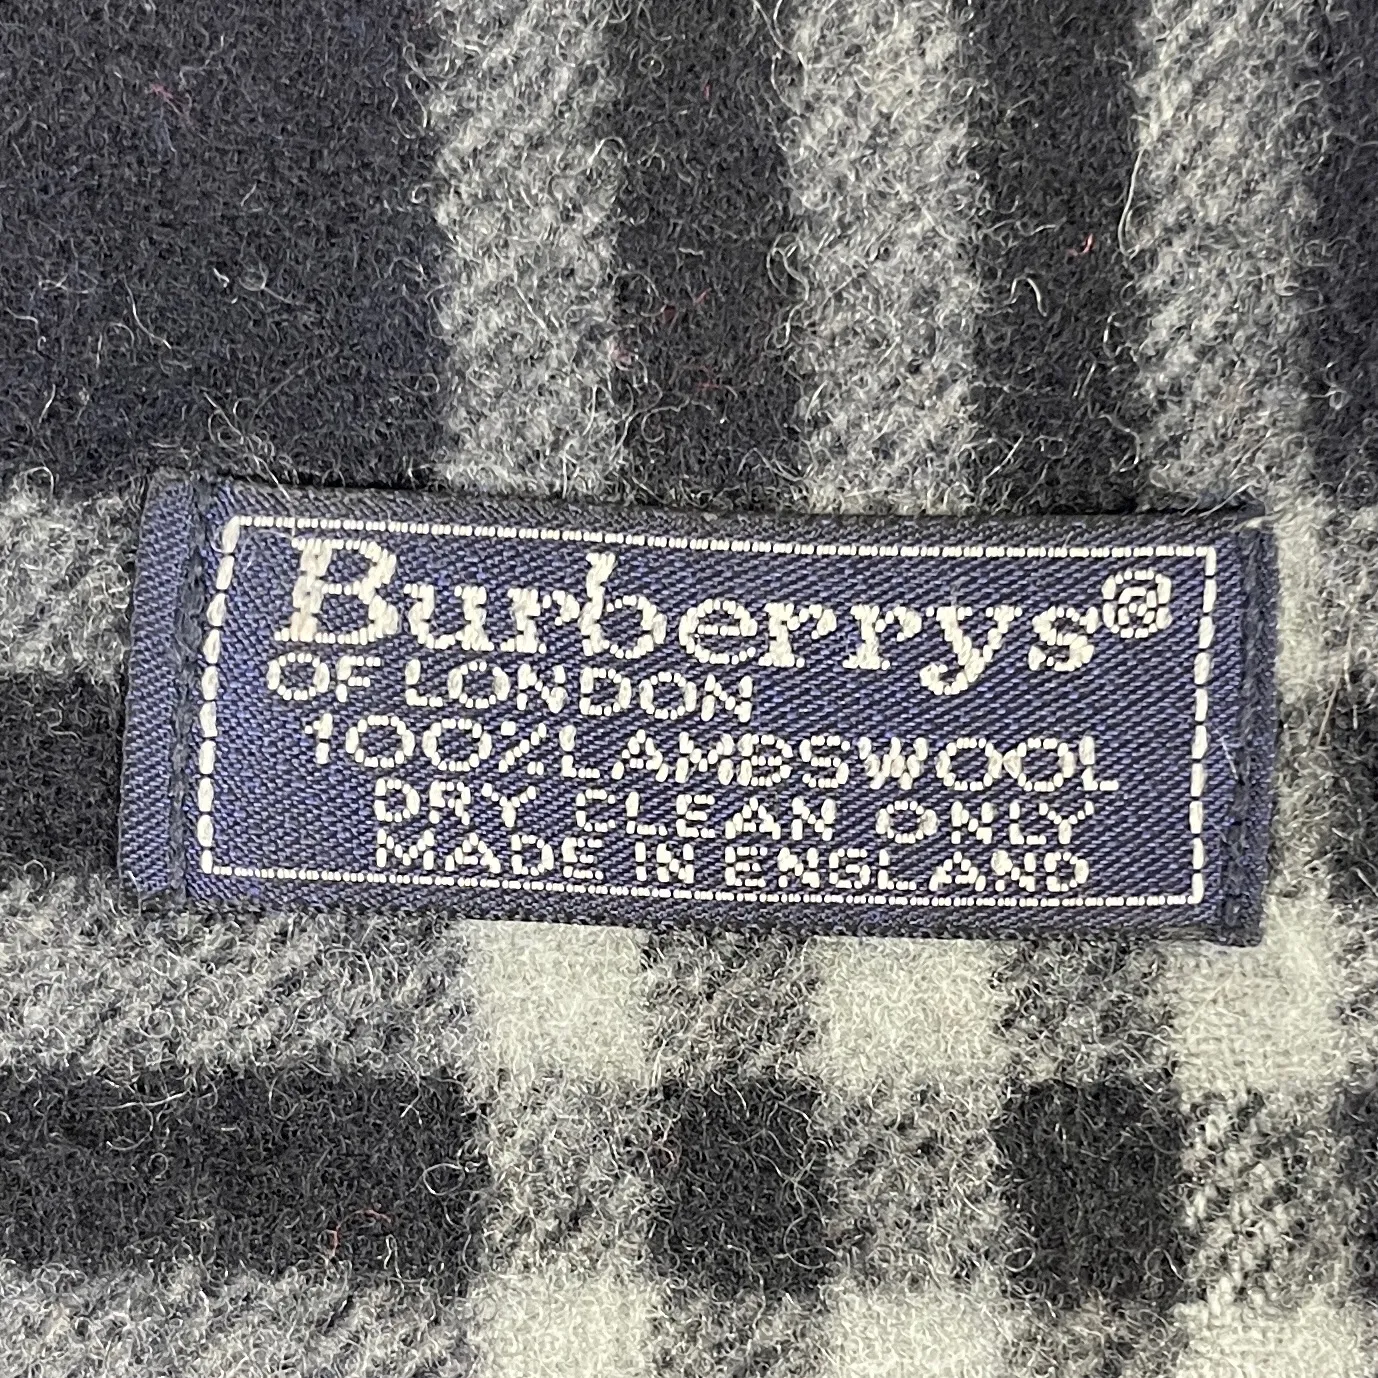 Burberrys®
OF LONDON
100% LAMBSWOOL
DRY CLEAN ONLY
MADE IN ENGLAND